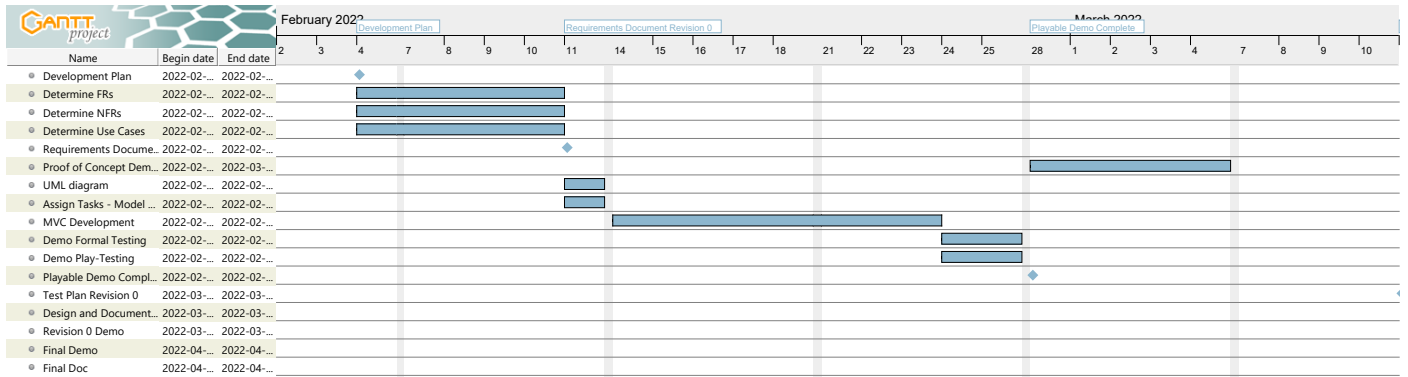 GANTT
project
February 2022
March 2022
Development Plan
Requirements Document Revision 0
Playable Demo Complete
2 3 4 7 8 9 10 11 14 15 16 17 18 21 22 23 24 25 28 1 2 3 4 7 8 9 10
Name Begin date End date
Development Plan 2022-02-... 2022-02-...
Determine FRs 2022-02-... 2022-02-...
Determine NFRs 2022-02-... 2022-02-...
Determine Use Cases 2022-02-... 2022-02-...
Requirements Docume... 2022-02-... 2022-02-...
Proof of Concept Dem... 2022-02-... 2022-03-...
UML diagram 2022-02-... 2022-02-...
Assign Tasks - Model ... 2022-02-... 2022-02-...
MVC Development 2022-02-... 2022-02-...
Demo Formal Testing 2022-02-... 2022-02-...
Demo Play-Testing 2022-02-... 2022-02-...
Playable Demo Compl... 2022-02-... 2022-02-...
Test Plan Revision 0 2022-03-... 2022-03-...
Design and Document... 2022-03-... 2022-03-...
Revision 0 Demo 2022-03-... 2022-03-...
Final Demo 2022-04-... 2022-04-...
Final Doc 2022-04-... 2022-04-...